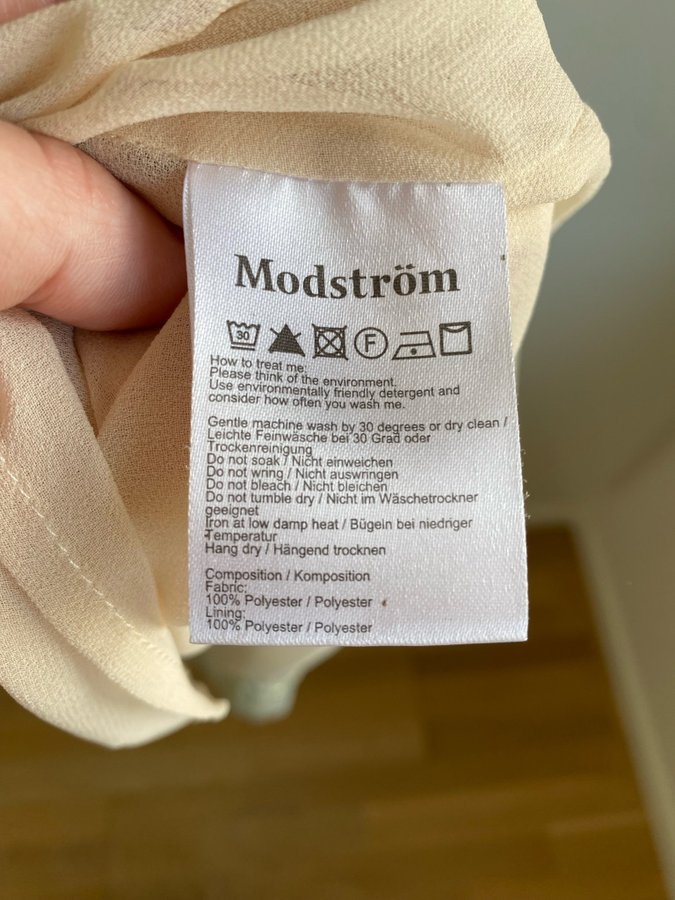 Modström
30 F
How to treat me:
Please think of the environment.
Use environmentally friendly detergent and
consider how often you wash me.
Gentle machine wash by 30 degrees or dry clean /
Leichte Feinwäsche bei 30 Grad oder
Trockenreinigung
Do not soak / Nicht einweichen
Do not wring / Nicht auswringen
Do not bleach / Nicht bleichen
Do not tumble dry / Nicht im Wäschetrockner
geeignet
Iron at low damp heat / Bügeln bei niedriger
Temperatur
Hang dry / Hängend trocknen
Composition / Komposition
Fabric:
100% Polyester / Polyester
Lining:
100% Polyester / Polyester